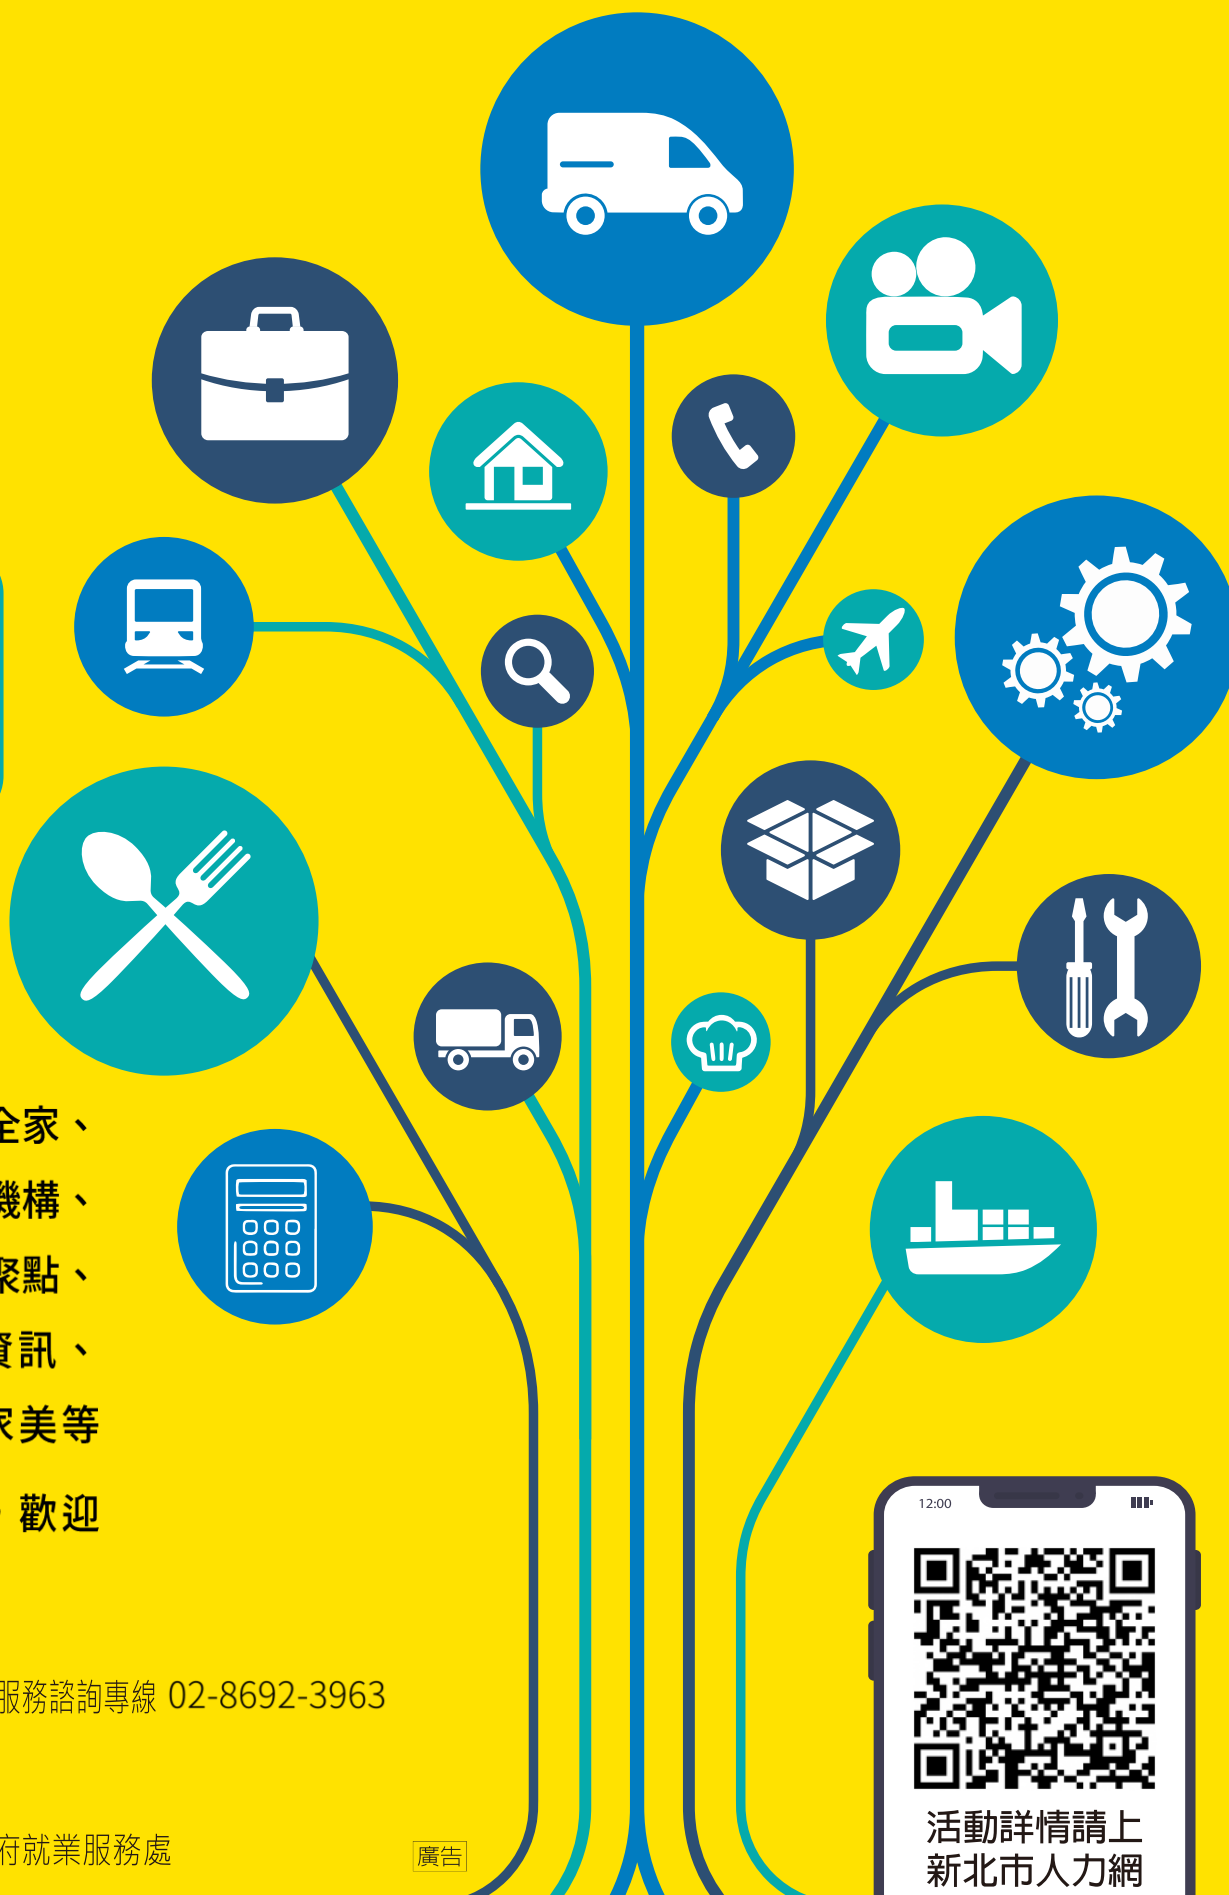 全家、
機構、
聚點、
資訊、
家美等
歡迎
服務諮詢專線 02-8692-3963
府就業服務處
廣告
12:00
活動詳情請上
新北市人力網